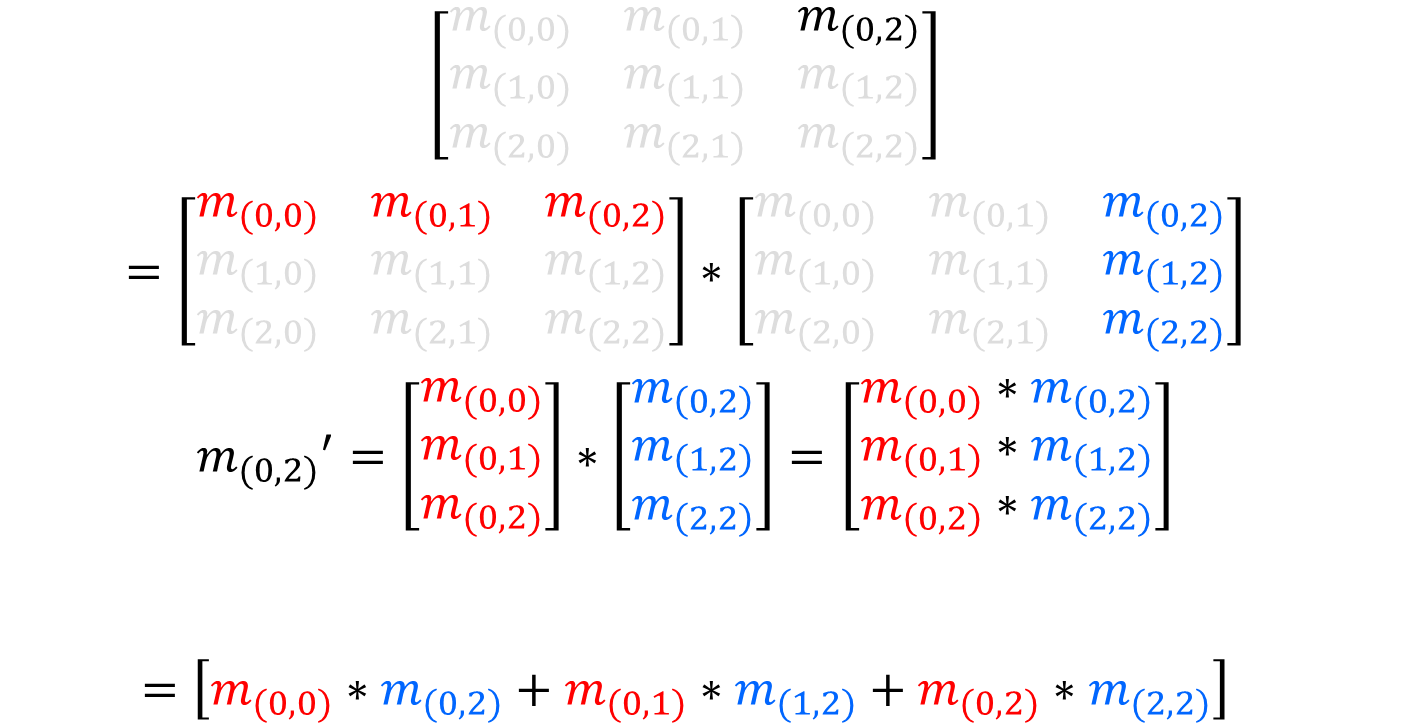 [m(0,0) m(0,1) m(0,2)
m(1,0) m(1,1) m(1,2)
m(2,0) m(2,1) m(2,2)]
= [m(0,0) m(0,1) m(0,2) * [m(0,0) m(0,1) m(0,2)
m(1,0) m(1,1) m(1,2) m(1,0) m(1,1) m(1,2)
m(2,0) m(2,1) m(2,2)] m(2,0) m(2,1) m(2,2)]
[m(0,0) [m(0,2) [m(0,0) * m(0,2)
m(0,2)′ = m(0,1) * m(1,2) = m(0,1) * m(1,2)
m(0,2)] m(2,2)] m(0,2) * m(2,2)]
= [m(0,0) * m(0,2) + m(0,1) * m(1,2) + m(0,2) * m(2,2)]